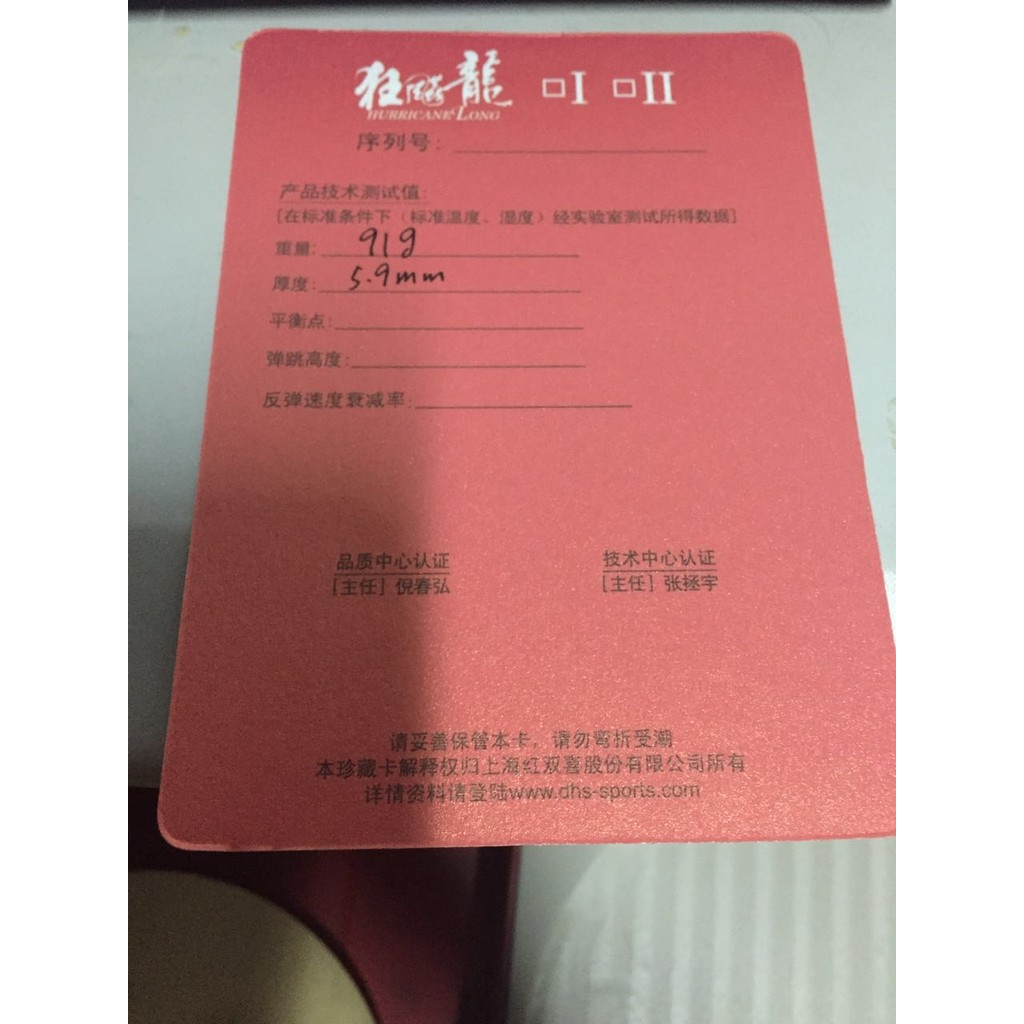 狂飚龍 □I □II
HURRICANE LONG
序列号:
产品技术测试值:
[在标准条件下（标准温度、湿度）经实验室测试所得数据]
重量: 91g
厚度: 5.9mm
平衡点:
弹跳高度:
反弹速度衰减率:
品质中心认证 技术中心认证
[主任] 倪春弘 [主任] 张拯宇
请妥善保管本卡，请勿弯折受潮
本珍藏卡解释权归上海红双喜股份有限公司所有
详情资料请登陆www.dhs-sports.com